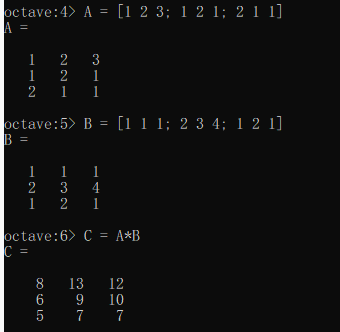 octave:4> A = [1 2 3; 1 2 1; 2 1 1]
A =
1 2 3
1 2 1
2 1 1
octave:5> B = [1 1 1; 2 3 4; 1 2 1]
B =
1 1 1
2 3 4
1 2 1
octave:6> C = A*B
C =
8 13 12
6 9 10
5 7 7